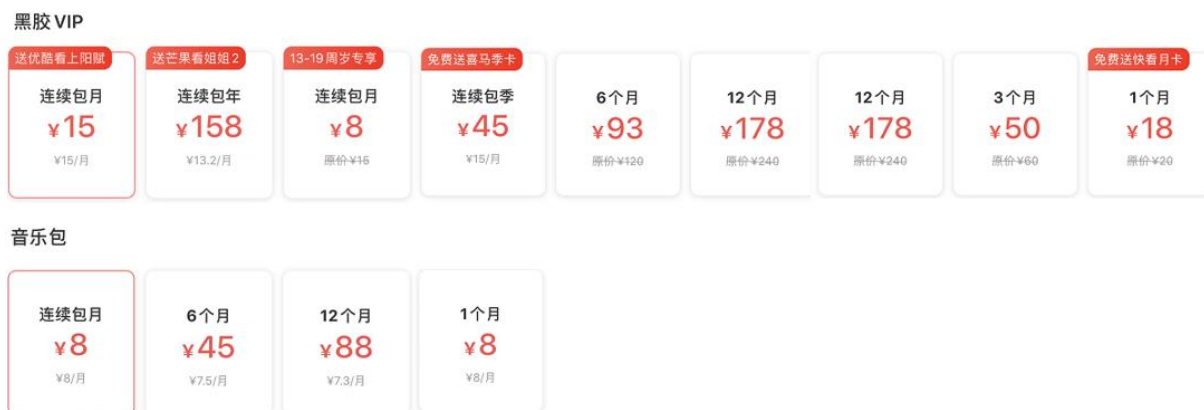 黑胶VIP
送优酷看上阳赋
连续包月
¥15
¥15/月
送芒果看姐姐2
连续包年
¥158
¥13.2/月
13-19周岁专享
连续包月
¥8
原价¥15
免费送喜马季卡
连续包季
¥45
¥15/月
6个月
¥93
原价¥120
12个月
¥178
原价¥240
12个月
¥178
原价¥240
3个月
¥50
原价¥60
免费送快看月卡
1个月
¥18
原价¥20
音乐包
连续包月
¥8
¥8/月
6个月
¥45
¥7.5/月
12个月
¥88
¥7.3/月
1个月
¥8
¥8/月